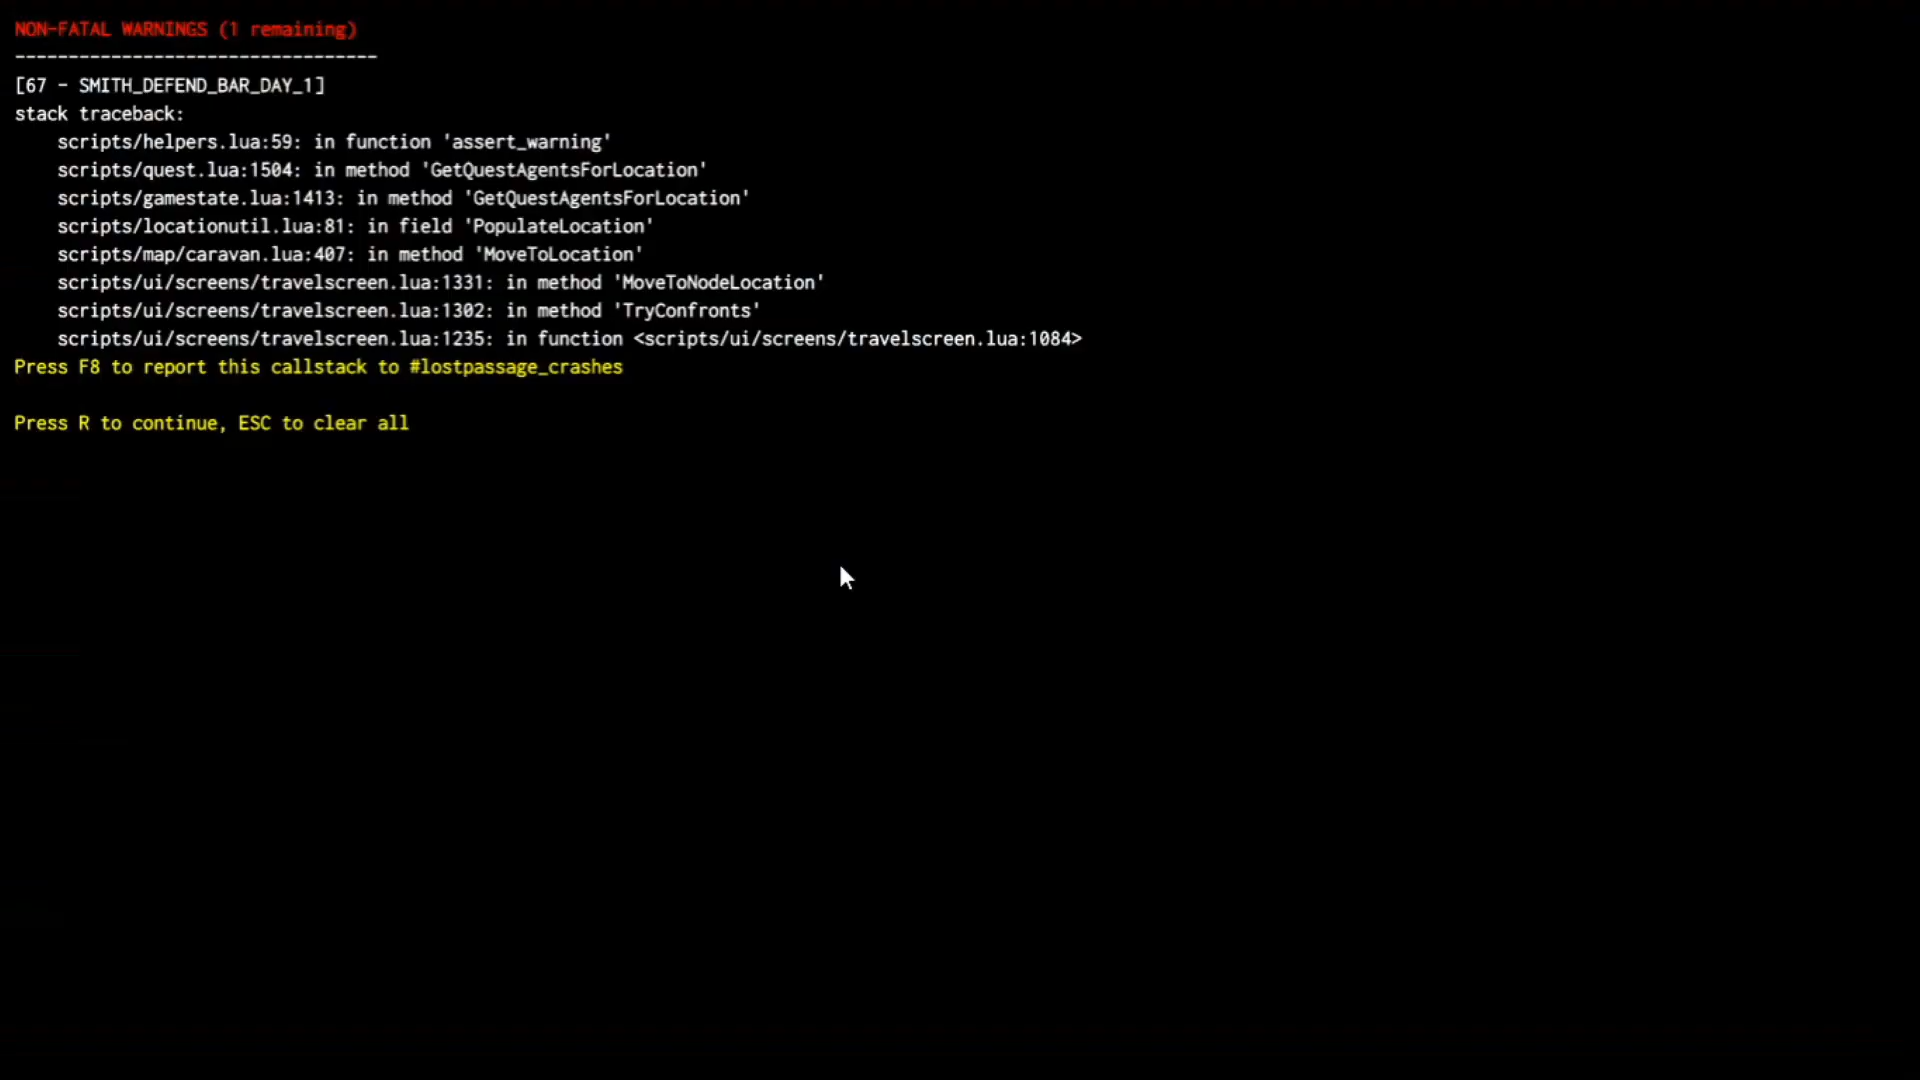 NON-FATAL WARNINGS (1 remaining)
----------------------------------
[67 - SMITH_DEFEND_BAR_DAY_1]
stack traceback:
    scripts/helpers.lua:59: in function 'assert_warning'
    scripts/quest.lua:1504: in method 'GetQuestAgentsForLocation'
    scripts/gamestate.lua:1413: in method 'GetQuestAgentsForLocation'
    scripts/locationutil.lua:81: in field 'PopulateLocation'
    scripts/map/caravan.lua:407: in method 'MoveToLocation'
    scripts/ui/screens/travelscreen.lua:1331: in method 'MoveToNodeLocation'
    scripts/ui/screens/travelscreen.lua:1302: in method 'TryConfronts'
    scripts/ui/screens/travelscreen.lua:1235: in function <scripts/ui/screens/travelscreen.lua:1084>
Press F8 to report this callstack to #lostpassage_crashes
Press R to continue, ESC to clear all